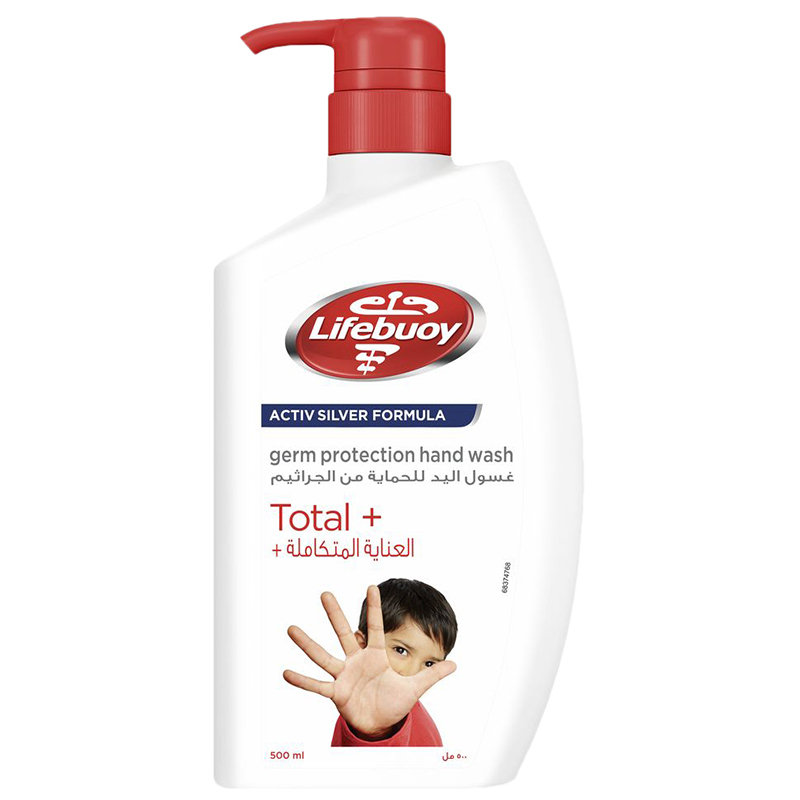 Lifebuoy
ACTIV SILVER FORMULA
germ protection hand wash
غسول اليد للحماية من الجراثيم
Total +
العناية المتكاملة +
68374768
500 ml
٥٠٠ مل